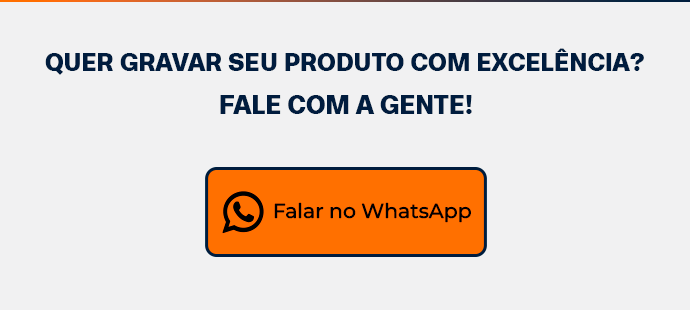 QUER GRAVAR SEU PRODUTO COM EXCELÊNCIA?
FALE COM A GENTE!
Falar no WhatsApp